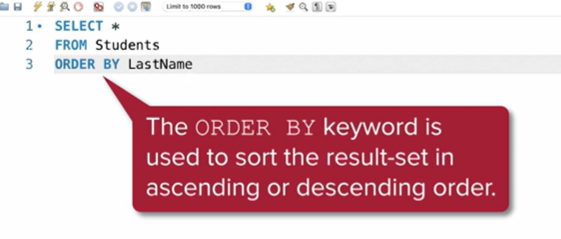 Limit to 1000 rows
1 SELECT *
2 FROM Students
3 ORDER BY LastName
The ORDER BY keyword is
used to sort the result-set in
ascending or descending order.